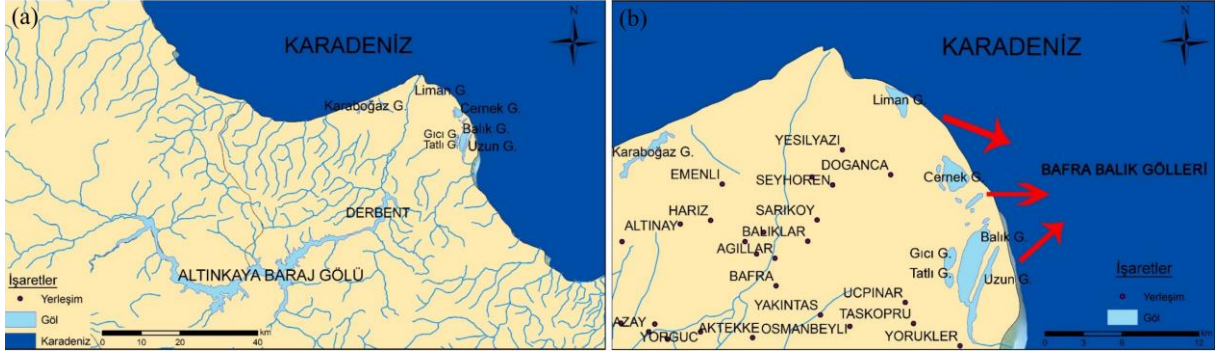 (a)
N
KARADENİZ
Liman G.
Karaboğaz G.
Cernek G.
Balık G.
Gıcı G.
Tatlı G.
Uzun G.
DERBENT
ALTINKAYA BARAJ GÖLÜ
İşaretler
Yerleşim
Göl
Karadeniz
km
0 10 20 40
(b)
N
KARADENİZ
Liman G.
YESILYAZI
Karaboğaz G.
DOGANCA
BAFRA BALIK GÖLLERİ
EMENLI
SEYHOREN
Cernek G.
HARIZ
SARIKOY
ALTINAY
BALIKLAR
Balık G.
AGILLAR
Gıcı G.
BAFRA
Tatlı G.
Uzun G.
UCPINAR
YAKINTAS
TASKOPRU
AZAY
AKTEKKE
OSMANBEYLI
YORGUC
YORUKLER
İşaretler
Yerleşim
Göl
km
0 3 6 12